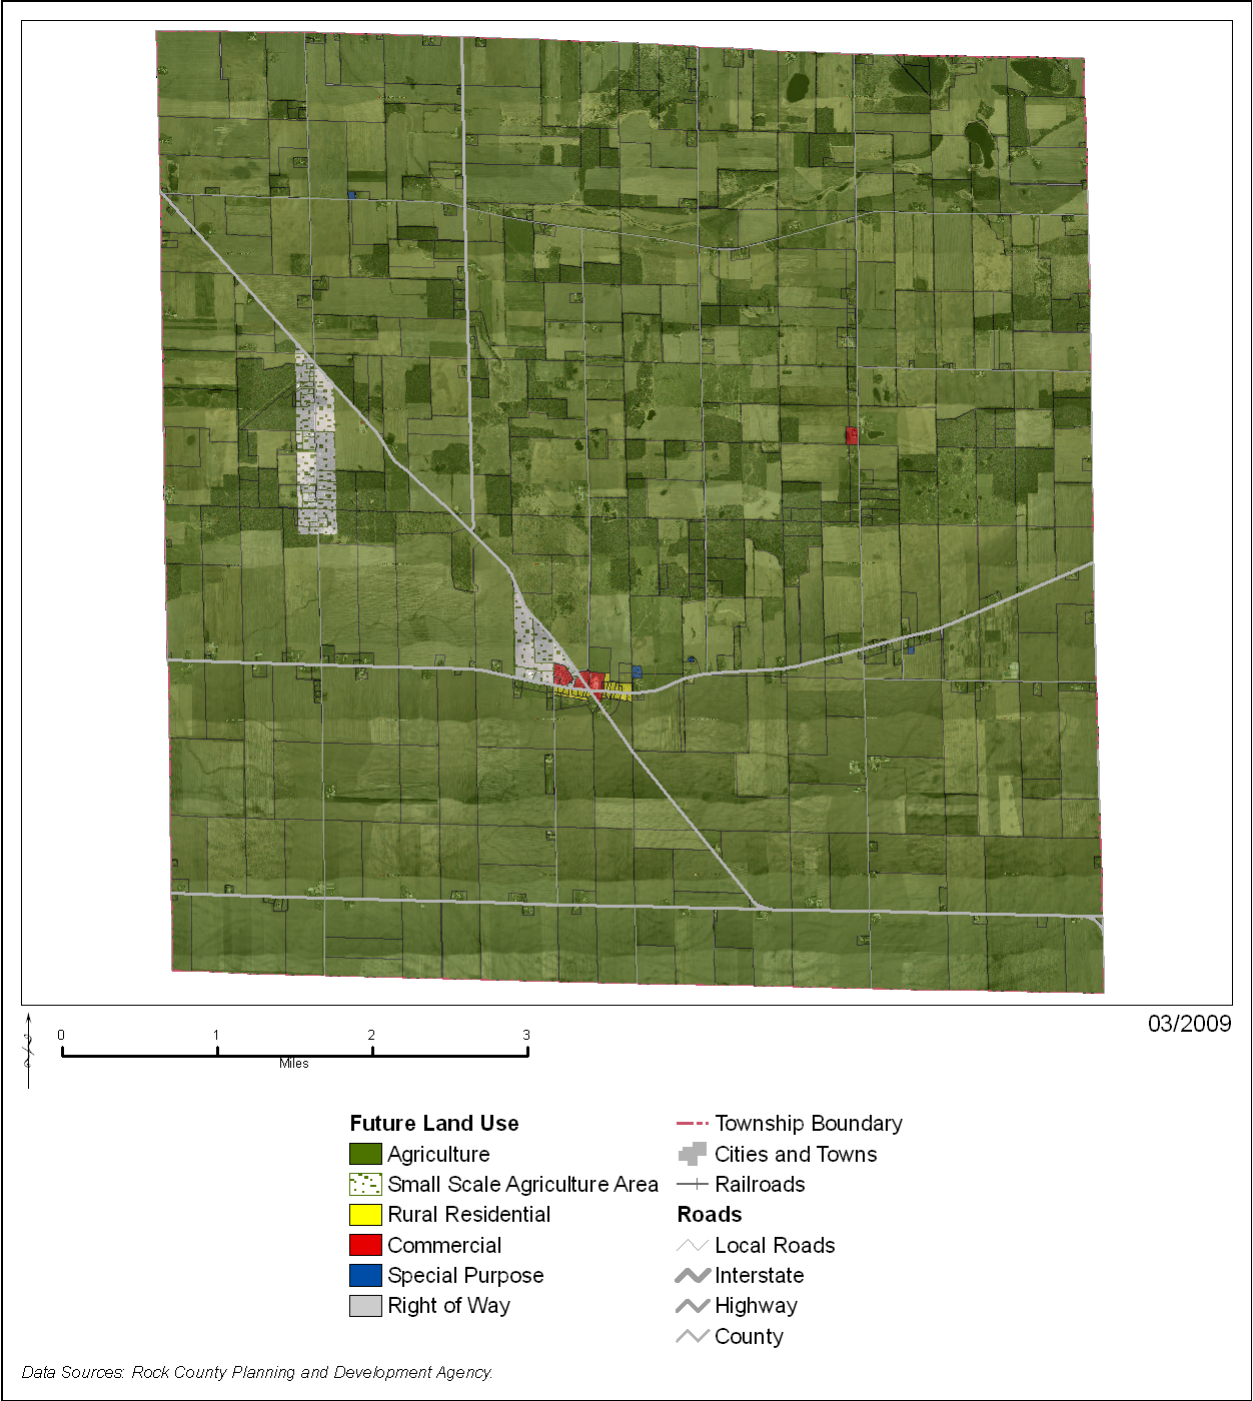 03/2009
0 1 2 3
Miles
Future Land Use
Agriculture
Small Scale Agriculture Area
Rural Residential
Commercial
Special Purpose
Right of Way
Township Boundary
Cities and Towns
Railroads
Roads
Local Roads
Interstate
Highway
County
Data Sources: Rock County Planning and Development Agency.